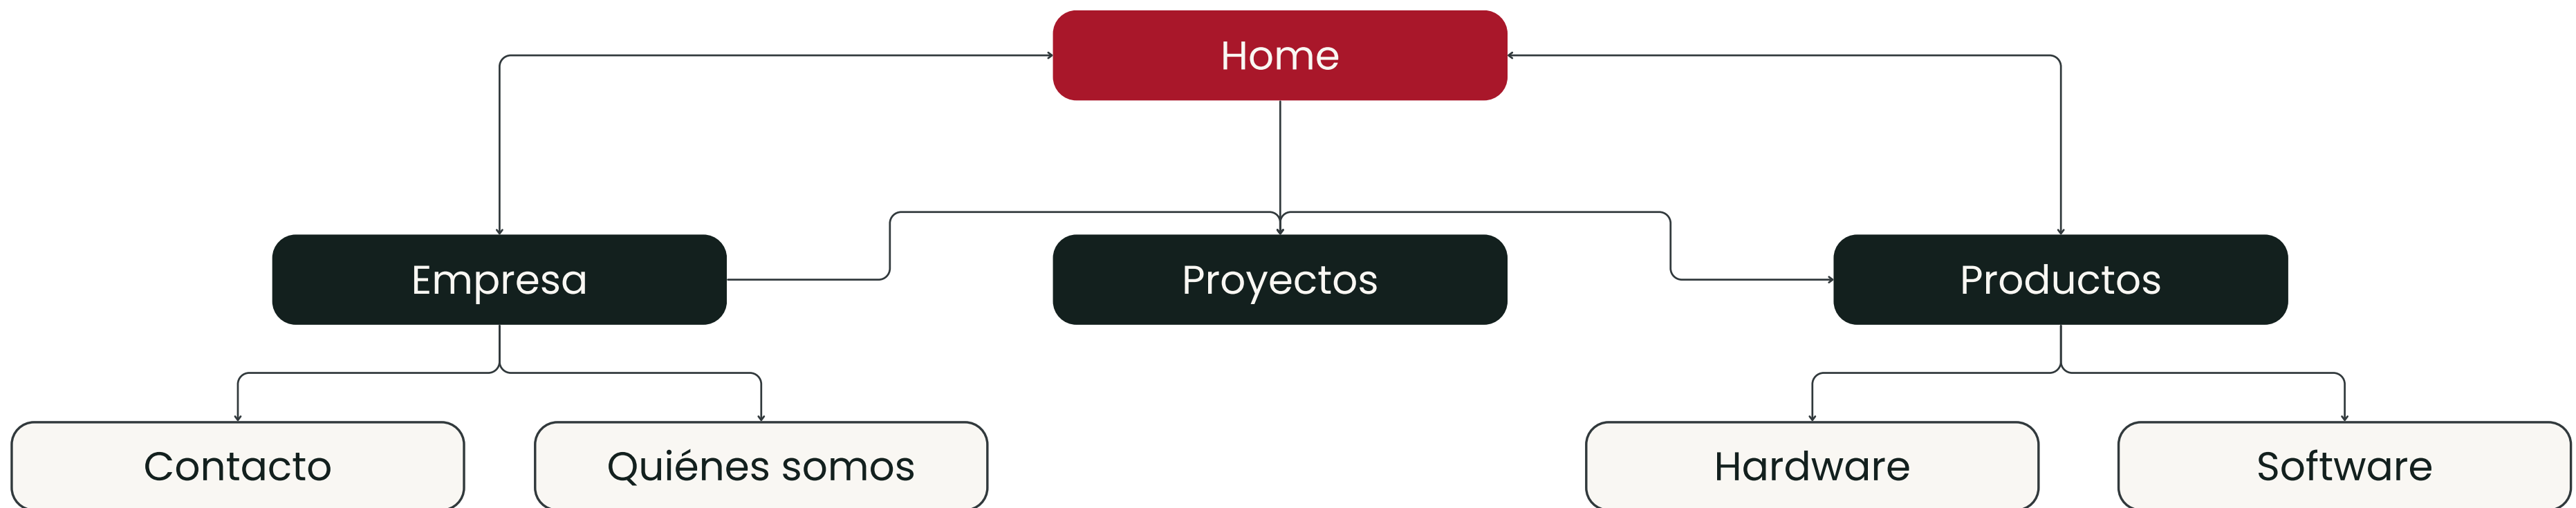 Home
Empresa
Proyectos
Productos
Contacto
Quiénes somos
Hardware
Software